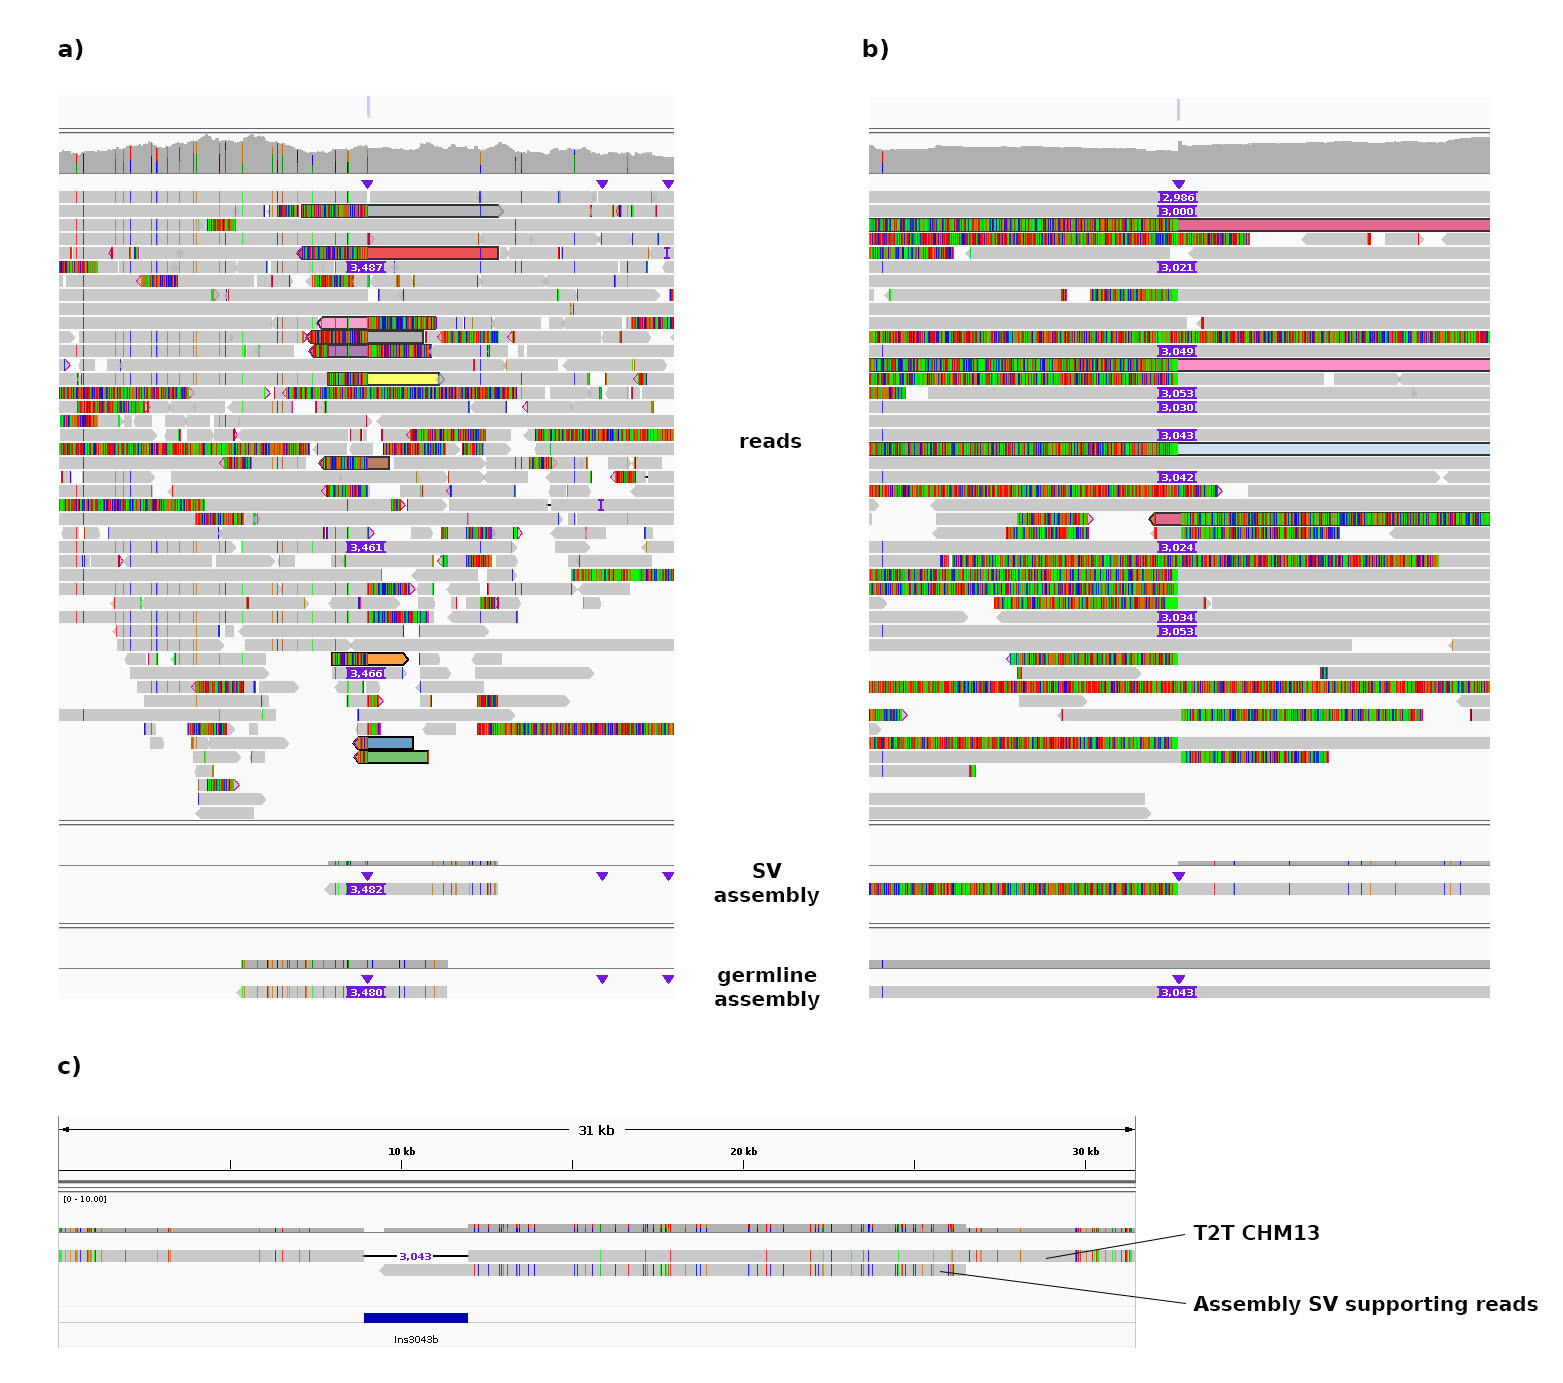 a)
b)
2,986
3,000
3,487
3,021
3,049
3,053
3,030
reads
3,043
3,042
3,461
3,024
3,034
3,053
3,466
SV
assembly
3,482
germline
assembly
3,480
3,043
c)
31 kb
10 kb
20 kb
30 kb
[0 - 10.00]
T2T CHM13
3,043
Assembly SV supporting reads
Ins3043b